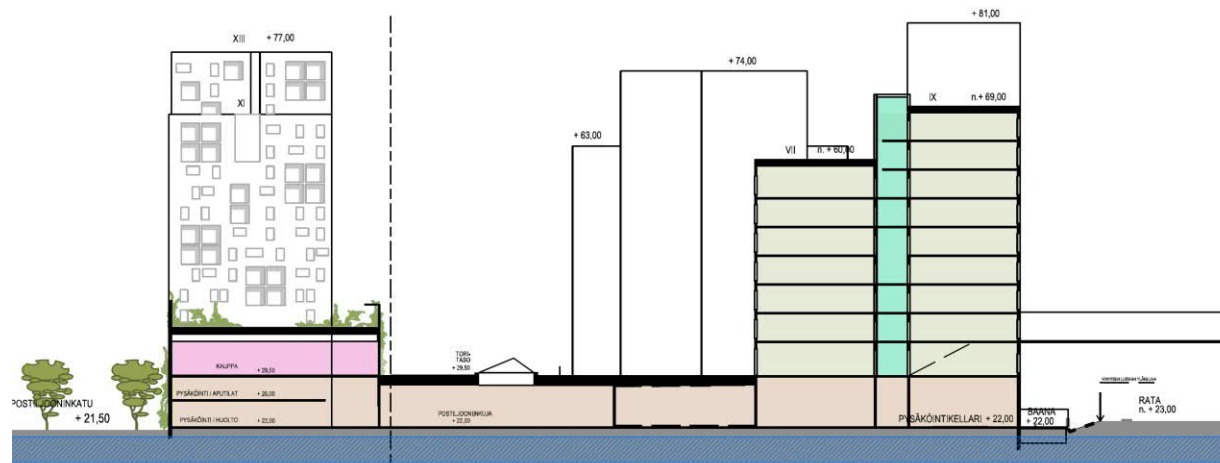 XIII + 77,00
XI
+ 81,00
+ 74,00
IX n.+ 69,00
+ 63,00
VII n. + 60,00
TORI-
TASO
+ 29,50
KAUPPA + 29,50
PYSÄKÖINTI / APUTILAT + 26,00
POSTILJOONINKATU
+ 21,50
PYSÄKÖINTI / HUOLTO + 22,00
POSTILJOONINKUJA
+ 22,50
PYSÄKÖINTIKELLARI + 22,00
BAANA
+ 22,00
RATA
n. + 23,00